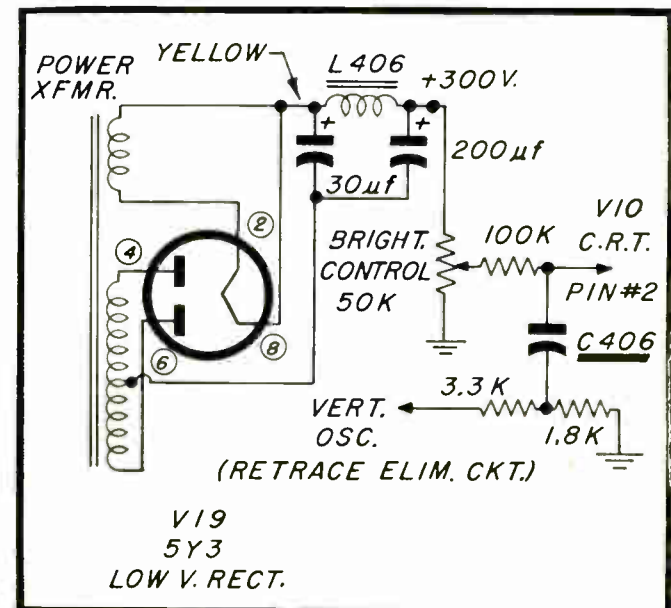 POWER
XFMR.
YELLOW
L406
+300V.
+
+
30µf
200µf
2
4
6
8
BRIGHT.
CONTROL
50K
100K
V10
C.R.T.
PIN#2
C406
3.3K
1.8K
VERT.
OSC.
(RETRACE ELIM. CKT.)
V19
5Y3
LOW V. RECT.